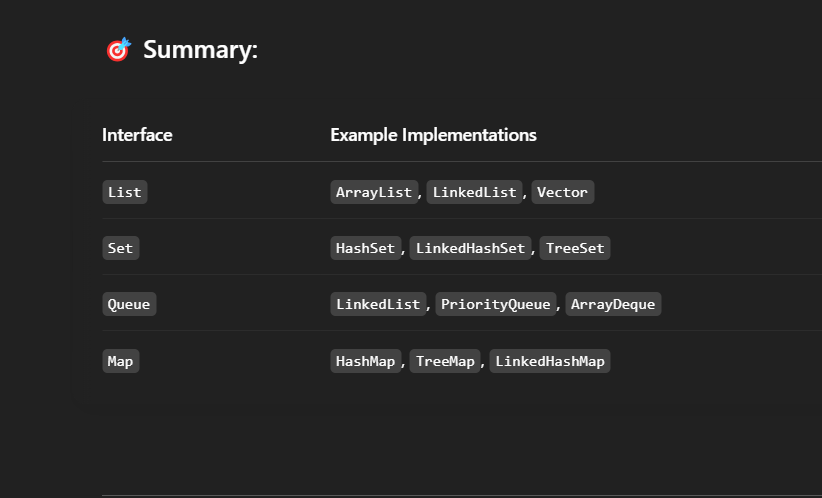 🎯 Summary:
Interface Example Implementations
List ArrayList, LinkedList, Vector
Set HashSet, LinkedHashSet, TreeSet
Queue LinkedList, PriorityQueue, ArrayDeque
Map HashMap, TreeMap, LinkedHashMap